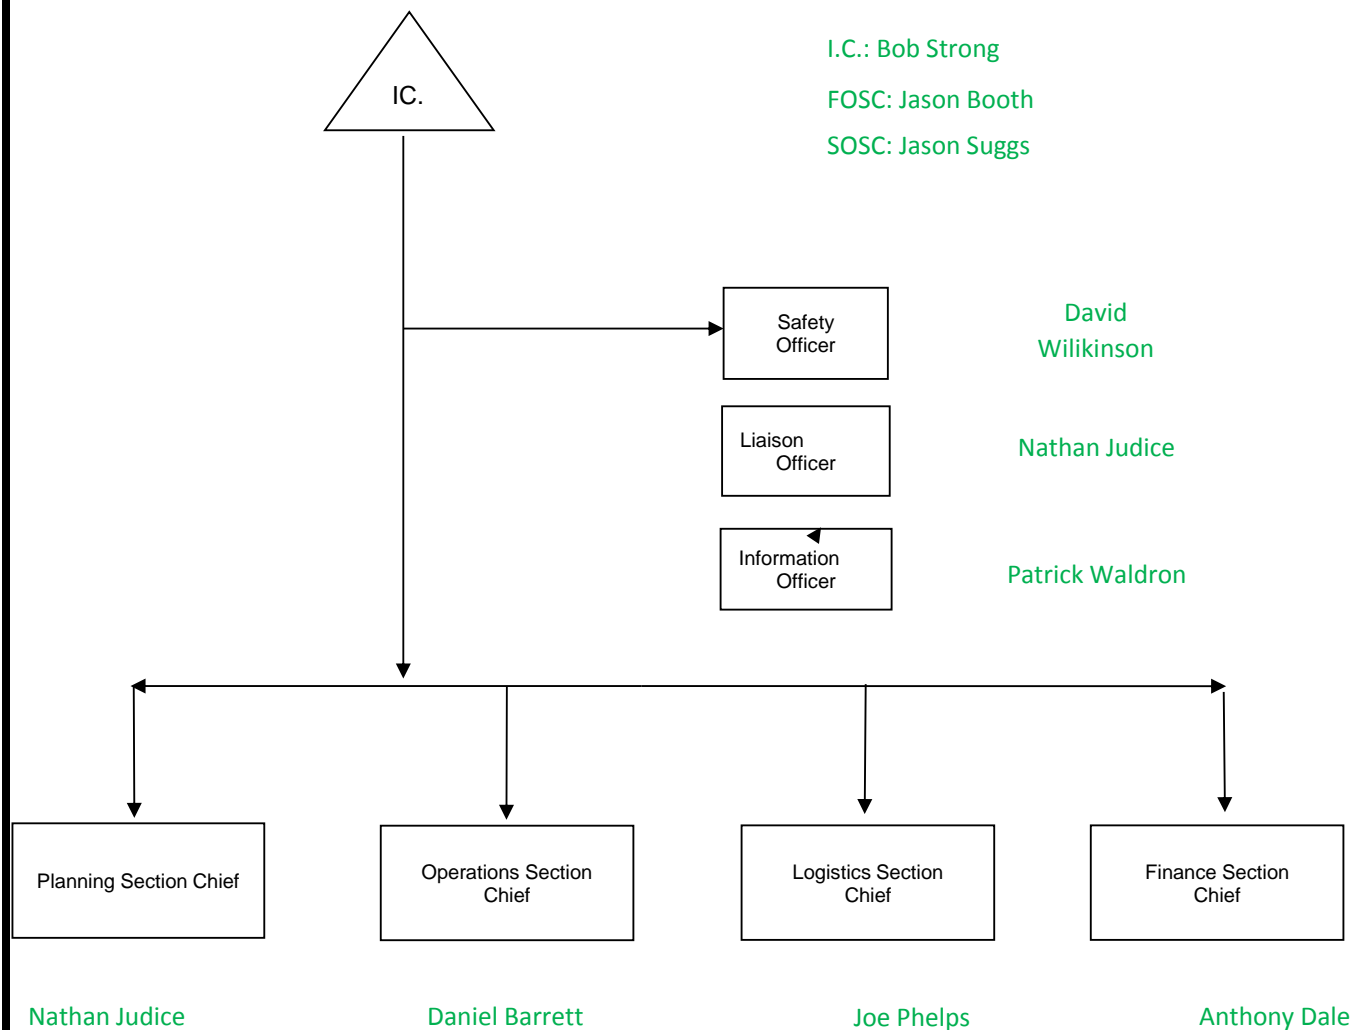 IC.
I.C.: Bob Strong
FOSC: Jason Booth
SOSC: Jason Suggs
Safety
Officer
David
Wilikinson
Liaison
Officer
Nathan Judice
Information
Officer
Patrick Waldron
Planning Section Chief
Operations Section
Chief
Logistics Section
Chief
Finance Section
Chief
Nathan Judice
Daniel Barrett
Joe Phelps
Anthony Dale